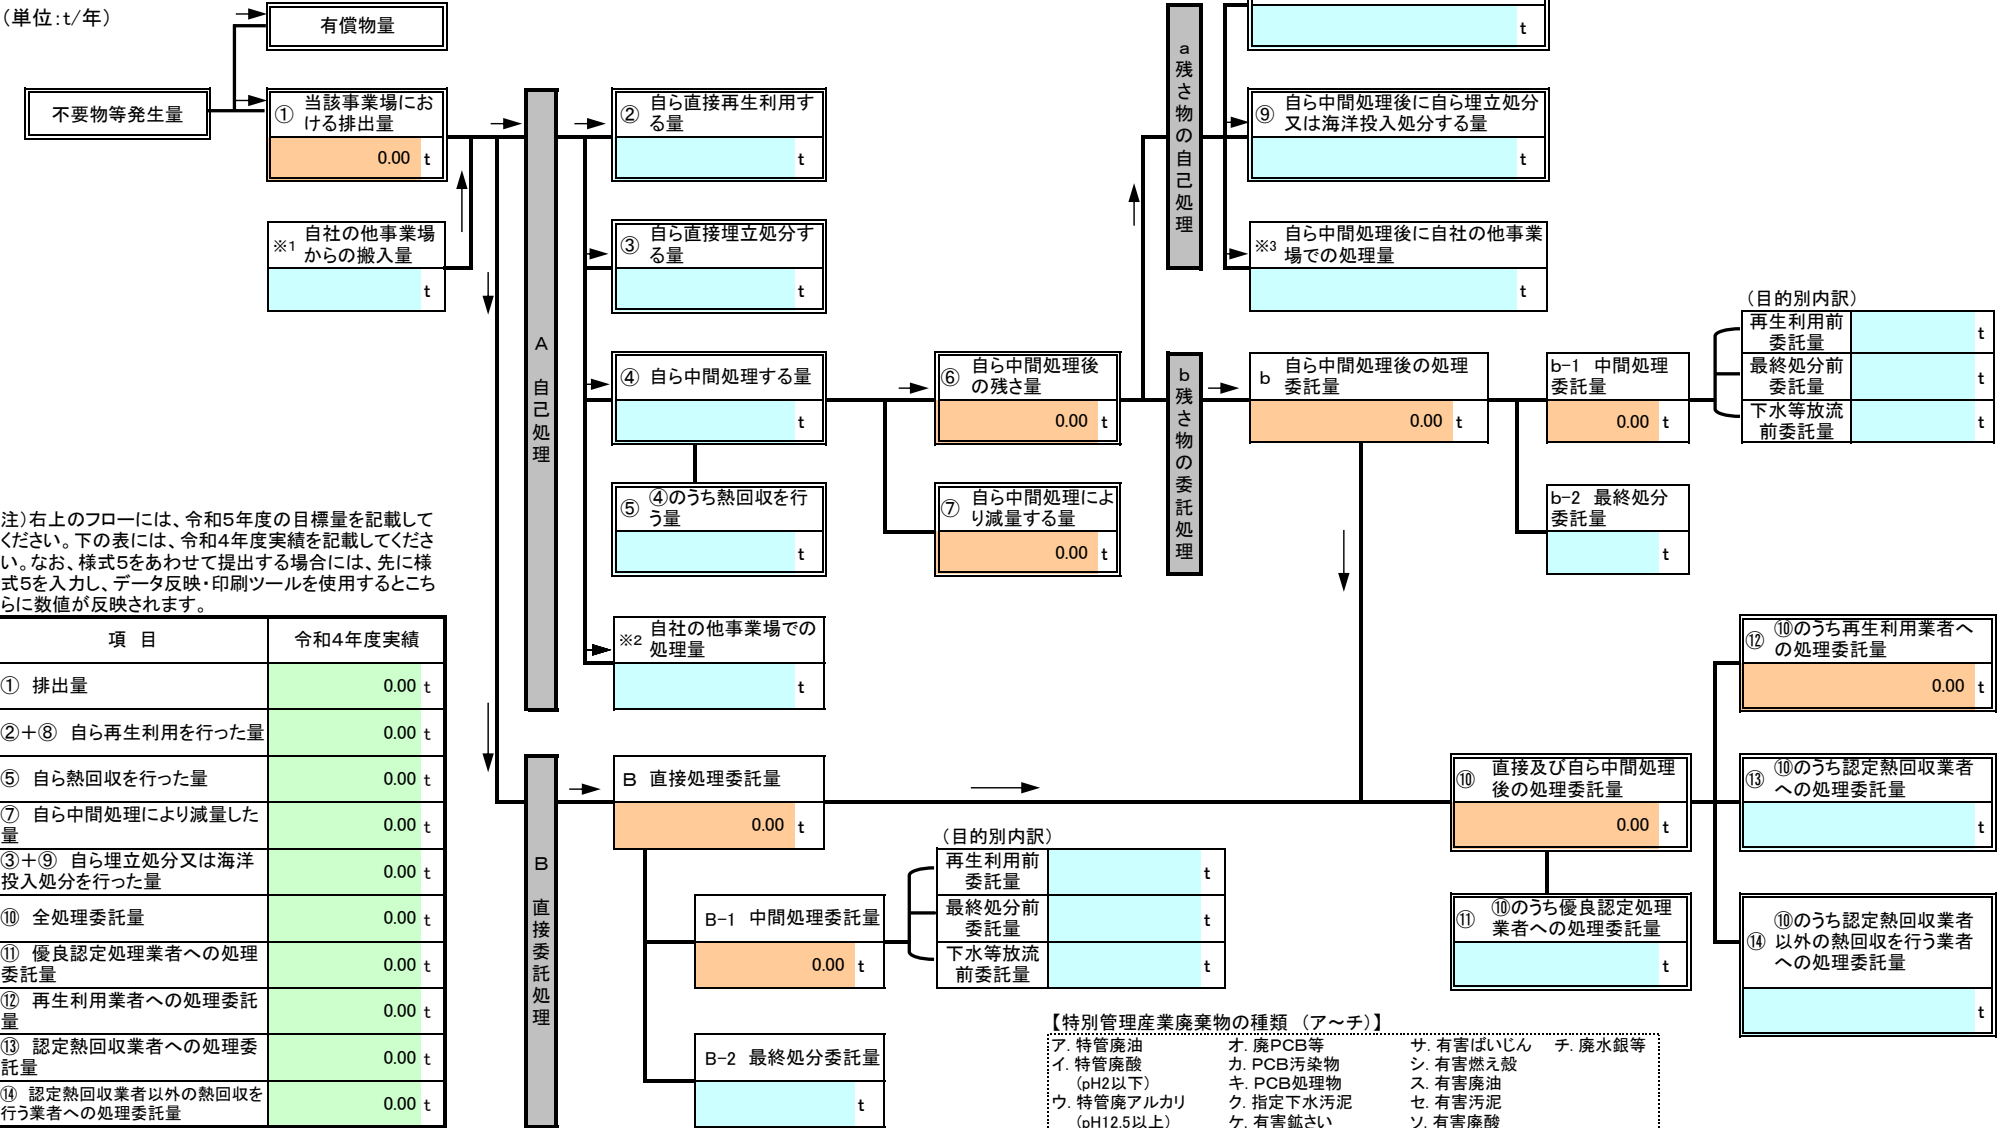 （単位：t/年）
有償物量
不要物等発生量
① 当該事業場にお
ける排出量
0.00 t
※1 自社の他事業場
からの搬入量
t
A 自己処理
② 自ら直接再生利用す
る量
t
③ 自ら直接埋立処分す
る量
t
④ 自ら中間処理する量
t
⑤ ④のうち熱回収を行
う量
t
※2 自社の他事業場での
処理量
t
⑥ 自ら中間処理後
の残さ量
0.00 t
⑦ 自ら中間処理によ
り減量する量
0.00 t
a 残さ物の自己処理
t
⑨ 自ら中間処理後に自ら埋立処分
又は海洋投入処分する量
t
※3 自ら中間処理後に自社の他事業
場での処理量
t
b 残さ物の委託処理
b 自ら中間処理後の処理
委託量
0.00 t
b-1 中間処理
委託量
0.00 t
（目的別内訳）
再生利用前
委託量
t
最終処分前
委託量
t
下水等放流
前委託量
t
b-2 最終処分
委託量
t
注）右上のフローには、令和５年度の目標量を記載して
ください。下の表には、令和４年度実績を記載してくださ
い。なお、様式５をあわせて提出する場合には、先に様
式５を入力し、データ反映・印刷ツールを使用するとこち
らに数値が反映されます。
項 目 令和４年度実績
① 排出量 0.00 t
②＋⑧ 自ら再生利用を行った量 0.00 t
⑤ 自ら熱回収を行った量 0.00 t
⑦ 自ら中間処理により減量した
量 0.00 t
③＋⑨ 自ら埋立処分又は海洋
投入処分を行った量 0.00 t
⑩ 全処理委託量 0.00 t
⑪ 優良認定処理業者への処理
委託量 0.00 t
⑫ 再生利用業者への処理委託
量 0.00 t
⑬ 認定熱回収業者への処理委
託量 0.00 t
⑭ 認定熱回収業者以外の熱回収を
行う業者への処理委託量 0.00 t
B 直接委託処理
B 直接処理委託量
0.00 t
B-1 中間処理委託量
0.00 t
（目的別内訳）
再生利用前
委託量
t
最終処分前
委託量
t
下水等放流
前委託量
t
B-2 最終処分委託量
t
⑩ 直接及び自ら中間処理
後の処理委託量
0.00 t
⑪ ⑩のうち優良認定処理
業者への処理委託量
t
⑫ ⑩のうち再生利用業者へ
の処理委託量
0.00 t
⑬ ⑩のうち認定熱回収業者
への処理委託量
t
⑭ ⑩のうち認定熱回収業者
以外の熱回収を行う業者
への処理委託量
t
【特別管理産業廃棄物の種類 （ア～チ）】
ア. 特管廃油 オ. 廃PCB等 サ. 有害ばいじん チ. 廃水銀等
イ. 特管廃酸 カ. PCB汚染物 シ. 有害燃え殻
（pH2以下） キ. PCB処理物 ス. 有害廃油
ウ. 特管廃アルカリ ク. 指定下水汚泥 セ. 有害汚泥
（pH12.5以上） ケ. 有害鉱さい ソ. 有害廃酸